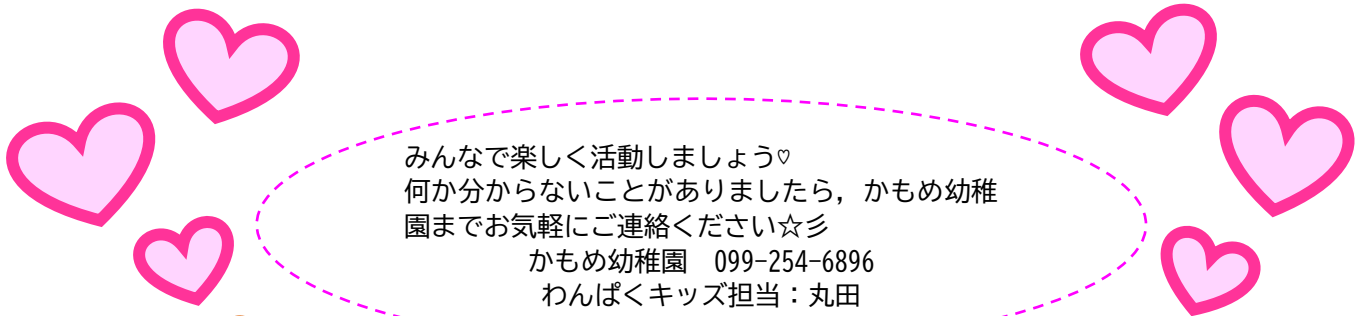 みんなで楽しく活動しましょう♡
何か分からないことがありましたら，かもめ幼稚
園までお気軽にご連絡ください☆彡
かもめ幼稚園　099-254-6896
わんぱくキッズ担当：丸田